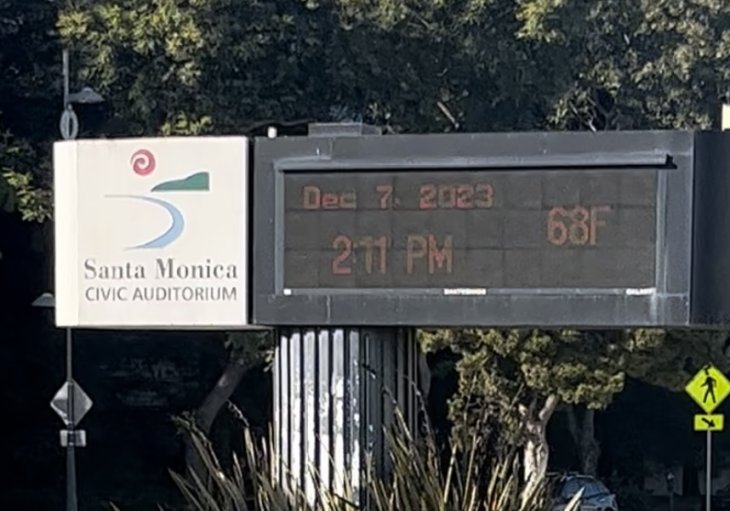 Santa Monica
CIVIC AUDITORIUM
Dec 7, 2023
2:11 PM
68F